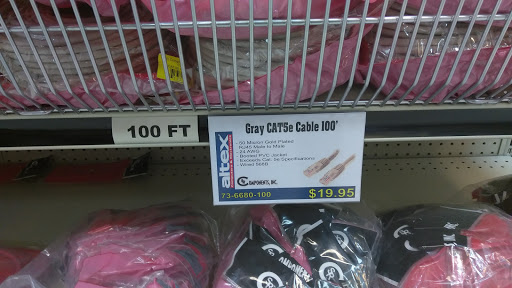 100 FT
altex
Gray CAT5e Cable 100'
- 50 Micron Gold Plated
- RJ45 Male to Male
- 24 AWG
- Booted PVC Jacket
- Exceeds Cat. 5e Specifications
- Wired 568B
COMPONENTS, INC.
73-6680-100
$19.95